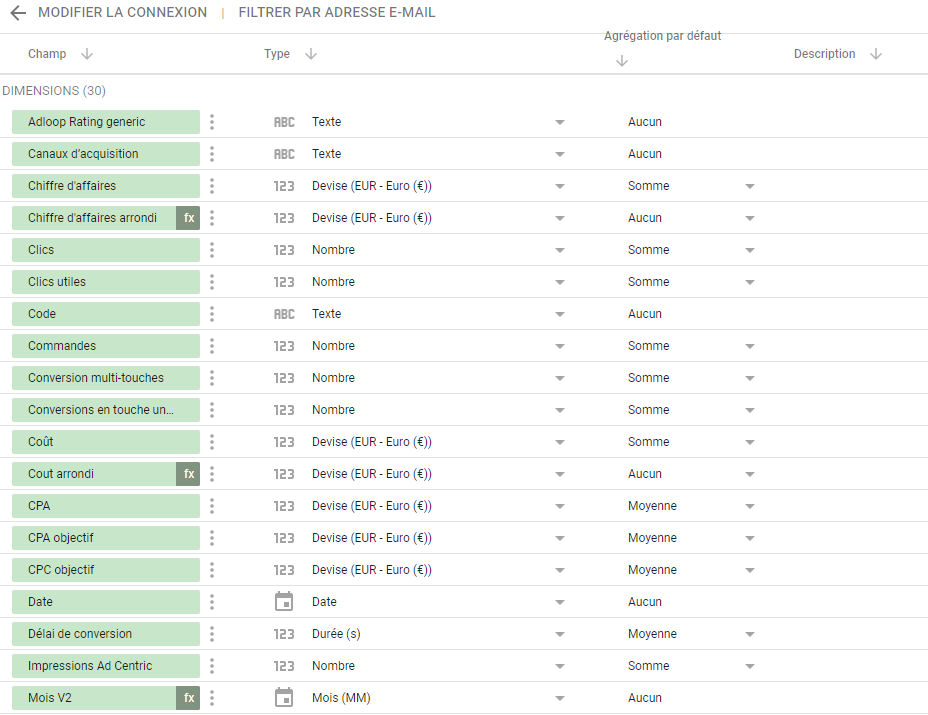 MODIFIER LA CONNEXION | FILTRER PAR ADRESSE E-MAIL
Champ Type Agrégation par défaut Description
DIMENSIONS (30)
Adloop Rating generic ABC Texte Aucun
Canaux d'acquisition ABC Texte Aucun
Chiffre d'affaires 123 Devise (EUR - Euro (€)) Somme
Chiffre d'affaires arrondi fx 123 Devise (EUR - Euro (€)) Aucun
Clics 123 Nombre Somme
Clics utiles 123 Nombre Somme
Code ABC Texte Aucun
Commandes 123 Nombre Somme
Conversion multi-touches 123 Nombre Somme
Conversions en touche un... 123 Nombre Somme
Coût 123 Devise (EUR - Euro (€)) Somme
Cout arrondi fx 123 Devise (EUR - Euro (€)) Aucun
CPA 123 Devise (EUR - Euro (€)) Moyenne
CPA objectif 123 Devise (EUR - Euro (€)) Moyenne
CPC objectif 123 Devise (EUR - Euro (€)) Moyenne
Date Date Aucun
Délai de conversion 123 Durée (s) Moyenne
Impressions Ad Centric 123 Nombre Somme
Mois V2 fx Mois (MM) Aucun